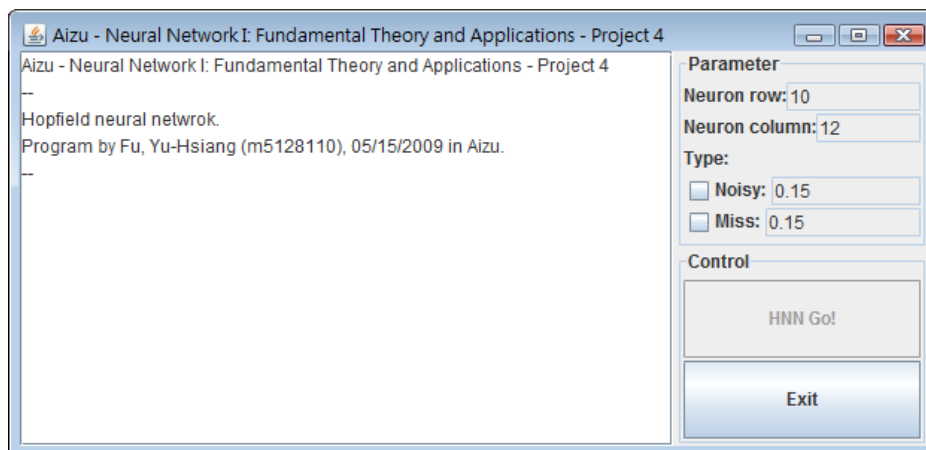 Aizu - Neural Network I: Fundamental Theory and Applications - Project 4
Aizu - Neural Network I: Fundamental Theory and Applications - Project 4
--
Hopfield neural netwrok.
Program by Fu, Yu-Hsiang (m5128110), 05/15/2009 in Aizu.
--
Parameter
Neuron row: 10
Neuron column: 12
Type:
Noisy: 0.15
Miss: 0.15
Control
HNN Go!
Exit